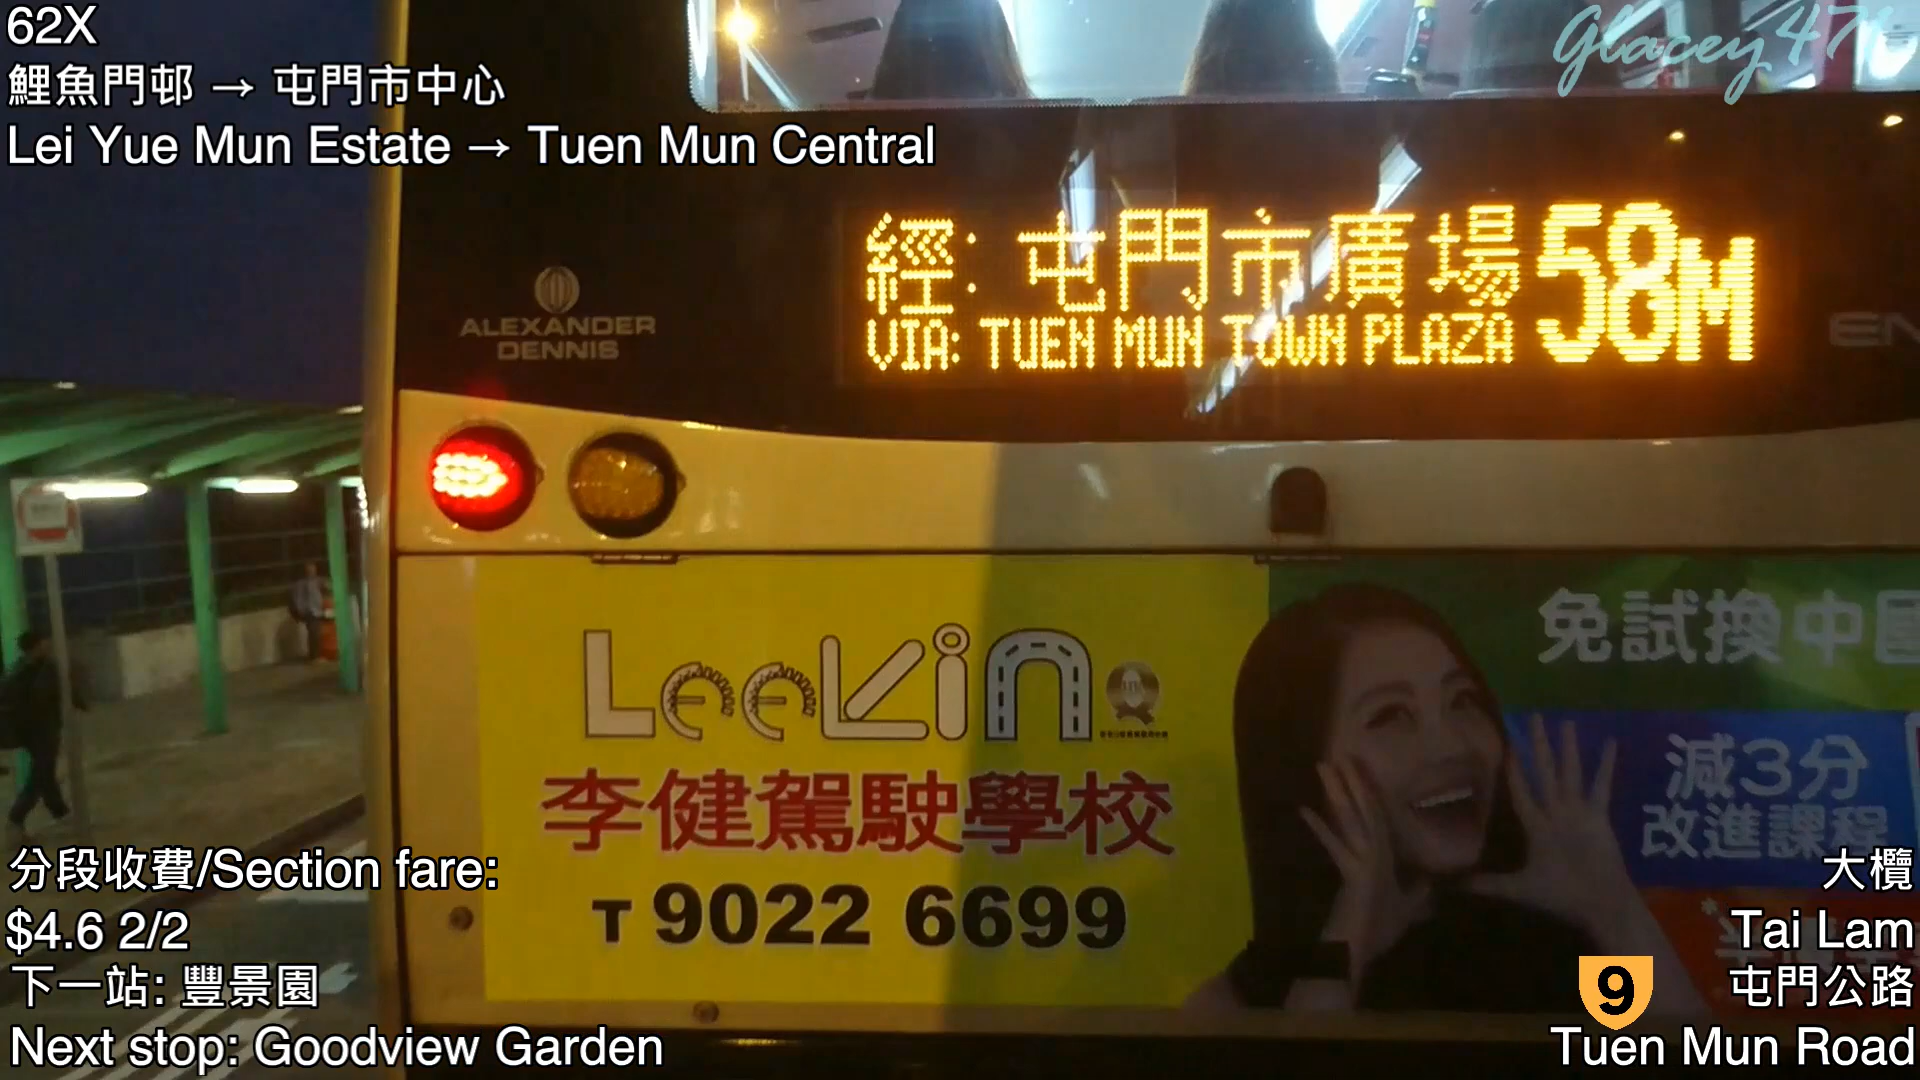 62X
鯉魚門邨 → 屯門市中心
Lei Yue Mun Estate → Tuen Mun Central
Glacey47
經: 屯門市廣場 58M
VIA: TUEN MUN TOWN PLAZA
ALEXANDER
DENNIS
LeeKin
李健駕駛學校
T 9022 6699
免試換中國
減3分
改進課程
分段收費/Section fare:
$4.6 2/2
下一站: 豐景園
Next stop: Goodview Garden
大欖
Tai Lam
9
屯門公路
Tuen Mun Road